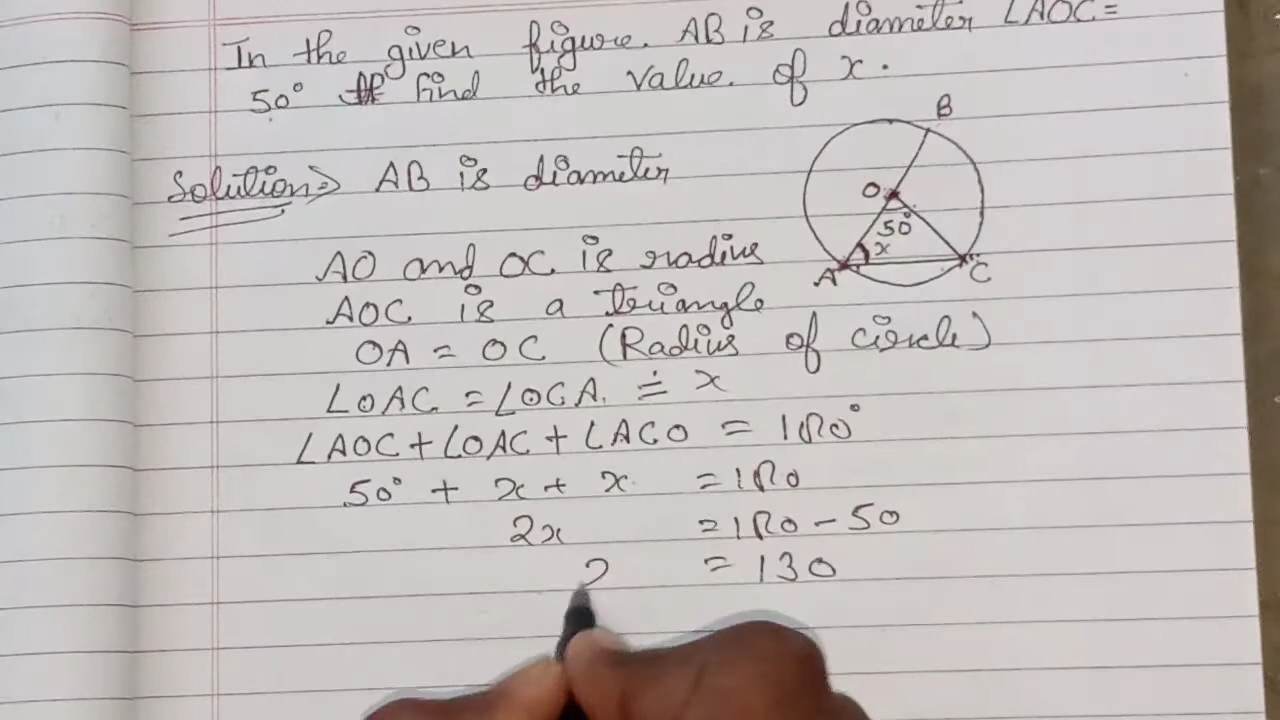 In the given figure. AB is diameter ∠AOC=
50° If find the value. of x.
Solution⇒ AB is diameter
B
O
50°
x
A
C
AO and OC is radius
AOC is a triangle
OA = OC (Radius of circle)
∠OAC = ∠OCA = x
∠AOC + ∠OAC + ∠ACO = 180°
50° + x + x = 180
2x = 180 - 50
2 = 130